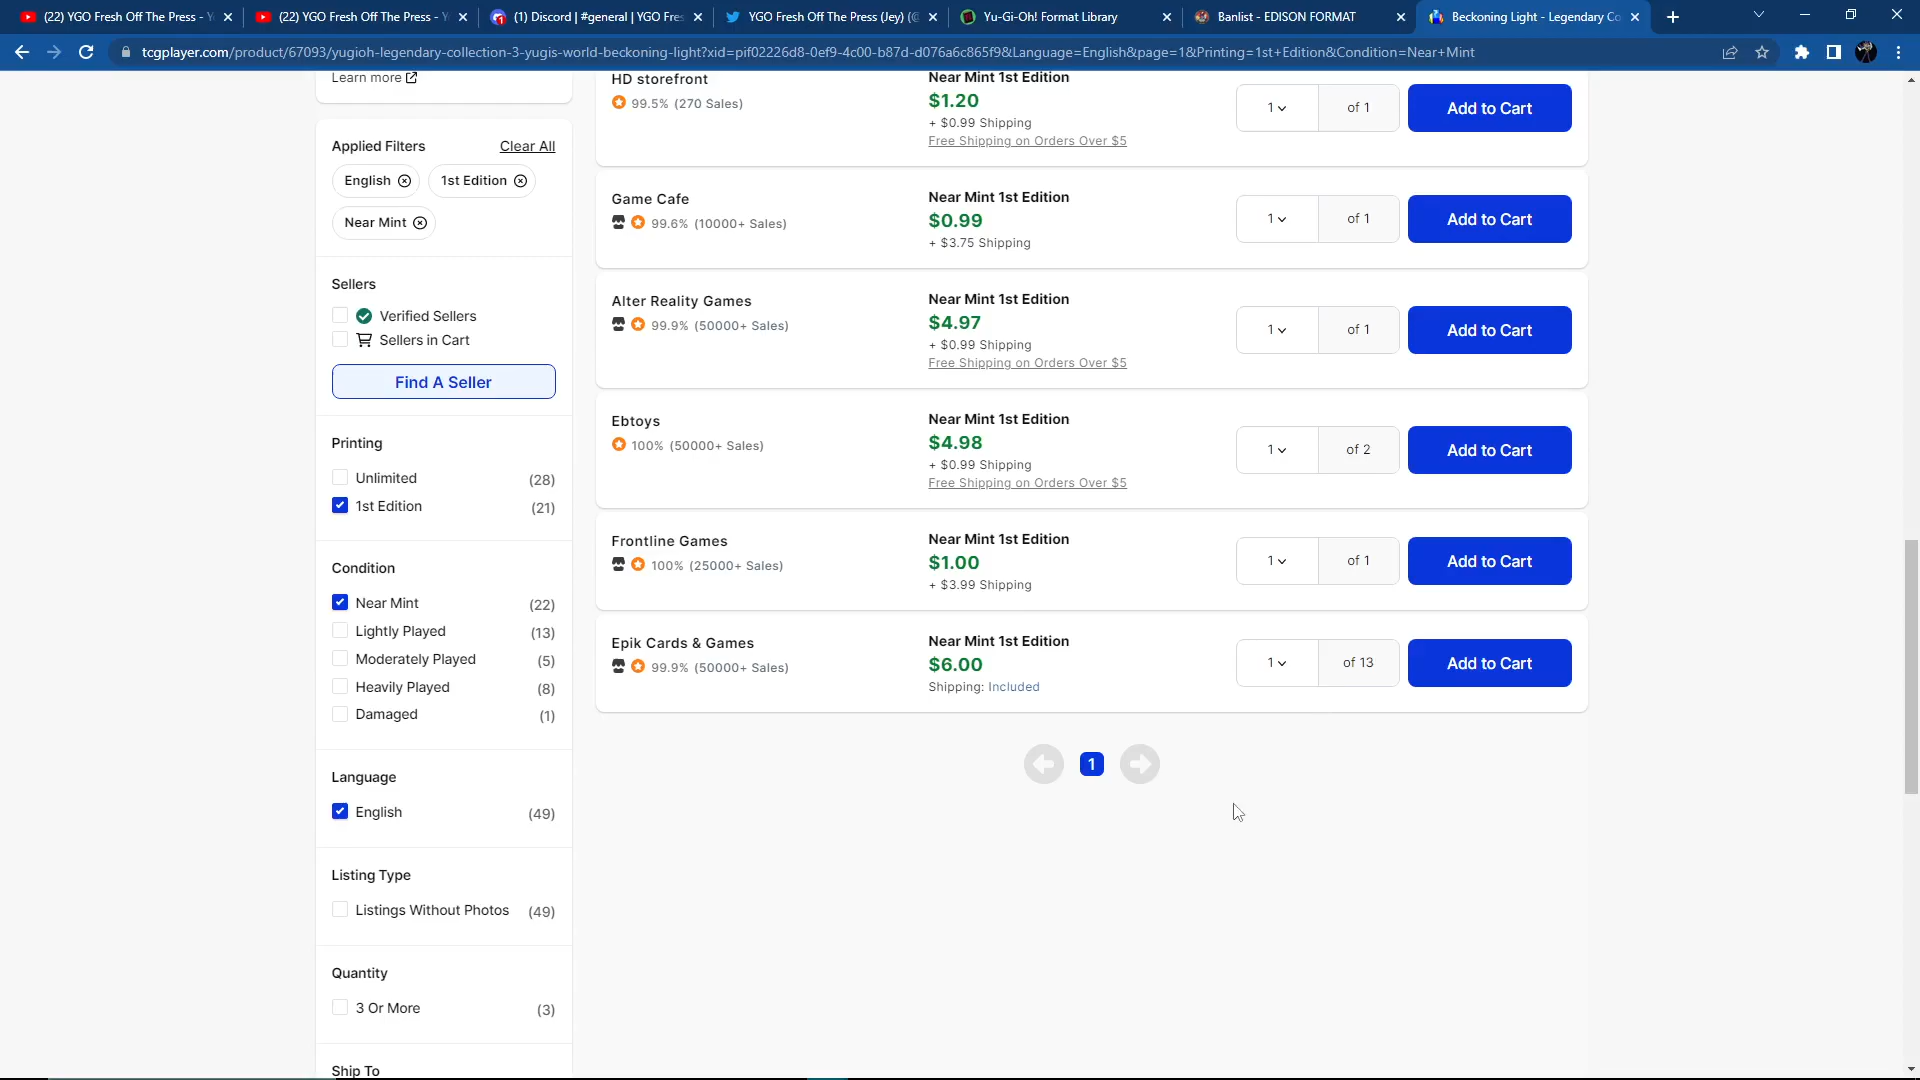 (22) YGO Fresh Off The Press - Y
(22) YGO Fresh Off The Press - Y
(1) Discord | #general | YGO Fres
YGO Fresh Off The Press (Jey) (@
Yu-Gi-Oh! Format Library
Banlist - EDISON FORMAT
Beckoning Light - Legendary Co
tcgplayer.com/product/67093/yugioh-legendary-collection-3-yugis-world-beckoning-light?xid=pif02226d8-0ef9-4c00-b87d-d076a6c865f9&Language=English&page=1&Printing=1st+Edition&Condition=Near+Mint
Learn more
Applied Filters
Clear All
English
1st Edition
Near Mint
Sellers
Verified Sellers
Sellers in Cart
Find A Seller
Printing
Unlimited (28)
1st Edition (21)
Condition
Near Mint (22)
Lightly Played (13)
Moderately Played (5)
Heavily Played (8)
Damaged (1)
Language
English (49)
Listing Type
Listings Without Photos (49)
Quantity
3 Or More (3)
Ship To
HD storefront
99.5% (270 Sales)
Near Mint 1st Edition
$1.20
+ $0.99 Shipping
Free Shipping on Orders Over $5
1 of 1
Add to Cart
Game Cafe
99.6% (10000+ Sales)
Near Mint 1st Edition
$0.99
+ $3.75 Shipping
1 of 1
Add to Cart
Alter Reality Games
99.9% (50000+ Sales)
Near Mint 1st Edition
$4.97
+ $0.99 Shipping
Free Shipping on Orders Over $5
1 of 1
Add to Cart
Ebtoys
100% (50000+ Sales)
Near Mint 1st Edition
$4.98
+ $0.99 Shipping
Free Shipping on Orders Over $5
1 of 2
Add to Cart
Frontline Games
100% (25000+ Sales)
Near Mint 1st Edition
$1.00
+ $3.99 Shipping
1 of 1
Add to Cart
Epik Cards & Games
99.9% (50000+ Sales)
Near Mint 1st Edition
$6.00
Shipping: Included
1 of 13
Add to Cart
1